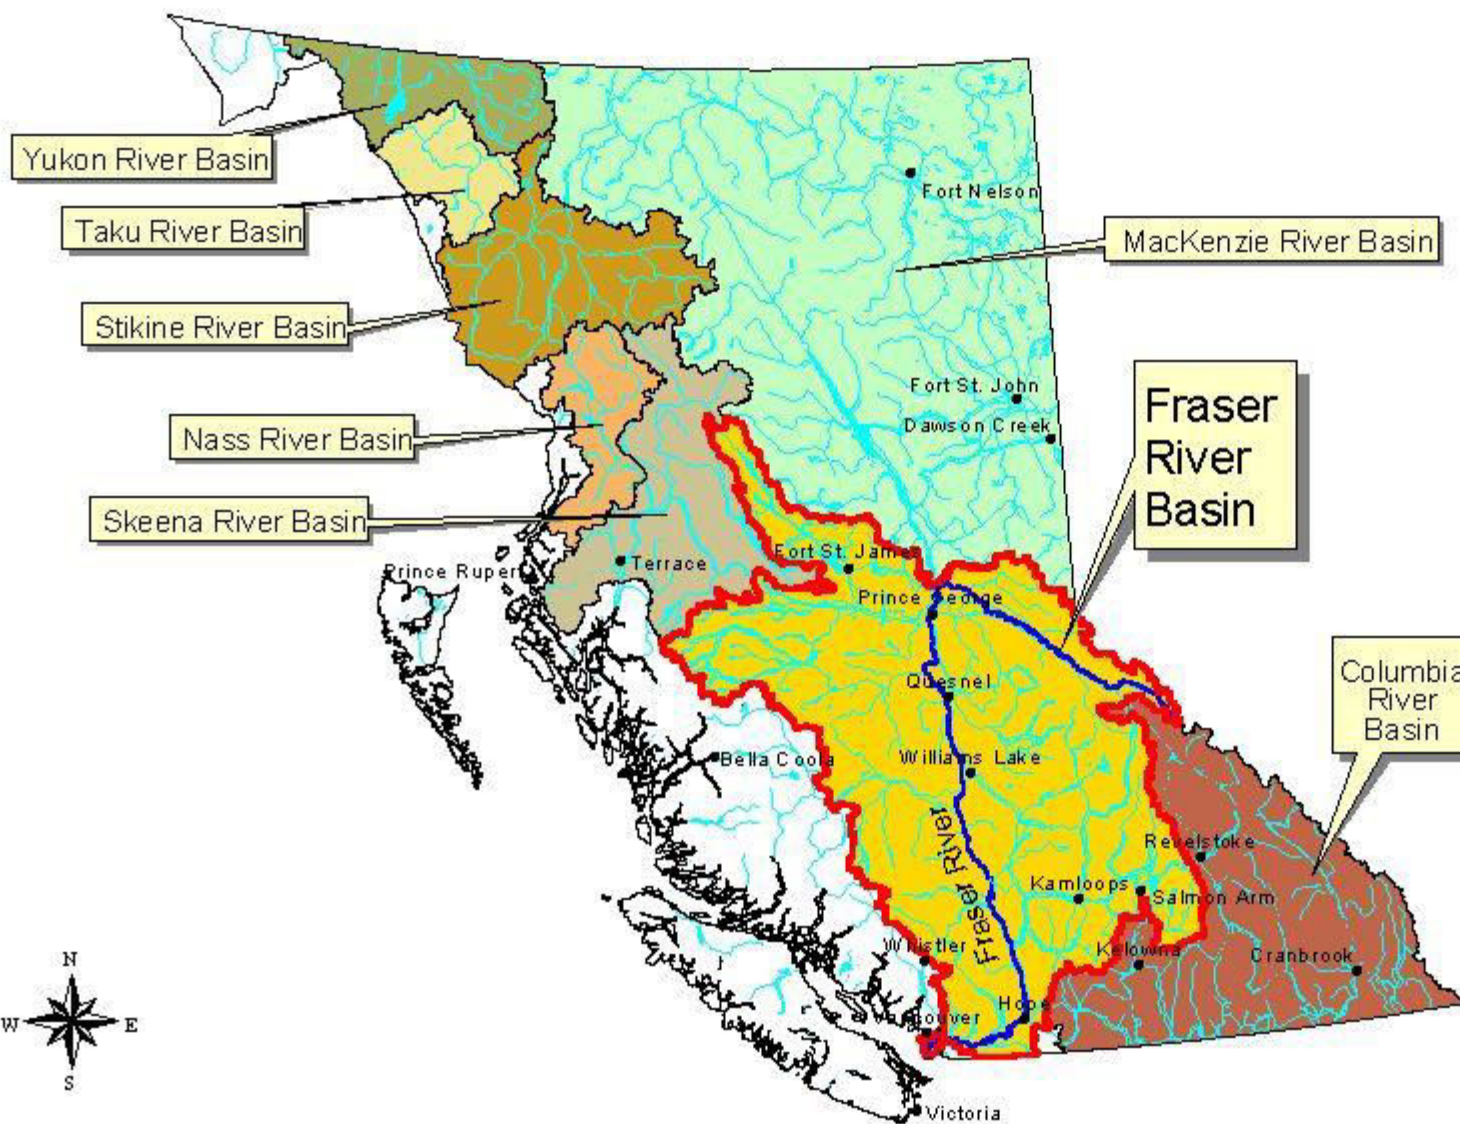 Yukon River Basin
Fort Nelson
Taku River Basin
MacKenzie River Basin
Stikine River Basin
Fort St. John
Fraser
River
Basin
Dawson Creek
Nass River Basin
Skeena River Basin
Fort St. James
Terrace
Prince Rupert
Prince George
Columbia
River
Basin
Quesnel
Bella Coola
Williams Lake
Fraser River
Revelstoke
Kamloops
Salmon Arm
Whistler
Kelowna
Cranbrook
Hope
Vancouver
Victoria
N
W
E
S